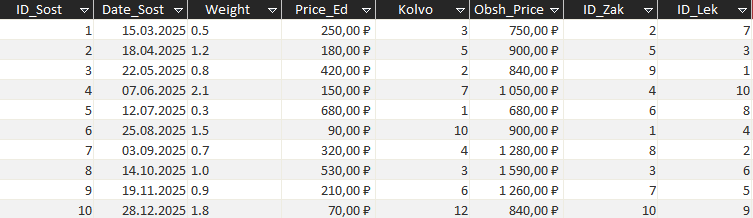 ID_Sost Date_Sost Weight Price_Ed Kolvo Obsh_Price ID_Zak ID_Lek
1 15.03.2025 0.5 250,00 ₽ 3 750,00 ₽ 2 7
2 18.04.2025 1.2 180,00 ₽ 5 900,00 ₽ 5 3
3 22.05.2025 0.8 420,00 ₽ 2 840,00 ₽ 9 1
4 07.06.2025 2.1 150,00 ₽ 7 1 050,00 ₽ 4 10
5 12.07.2025 0.3 680,00 ₽ 1 680,00 ₽ 6 8
6 25.08.2025 1.5 90,00 ₽ 10 900,00 ₽ 1 4
7 03.09.2025 0.7 320,00 ₽ 4 1 280,00 ₽ 8 2
8 14.10.2025 1.0 530,00 ₽ 3 1 590,00 ₽ 3 6
9 19.11.2025 0.9 210,00 ₽ 6 1 260,00 ₽ 7 5
10 28.12.2025 1.8 70,00 ₽ 12 840,00 ₽ 10 9